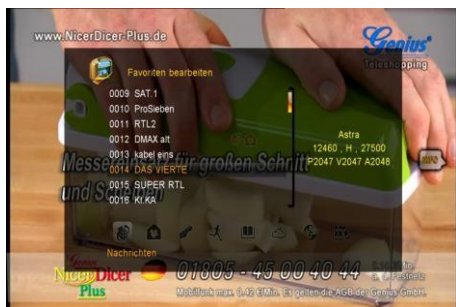 www.NicerDicer-Plus.de
Genius
Teleshopping
Favoriten bearbeiten
0009 SAT.1
0010 ProSieben
0011 RTL2
0012 DMAX alt
0013 kabel eins
0014 DAS VIERTE
0015 SUPER RTL
0016 KI.KA
Astra
12460 , H , 27500
P2047 V2047 A2048
für großen Schnitt
und
Nachrichten
Genius
Nicer Dicer
Plus
01805 - 45 00 40 44
Mobilfunk max. 0,42 €/Min. Es gelten die AGB der Genius GmbH.